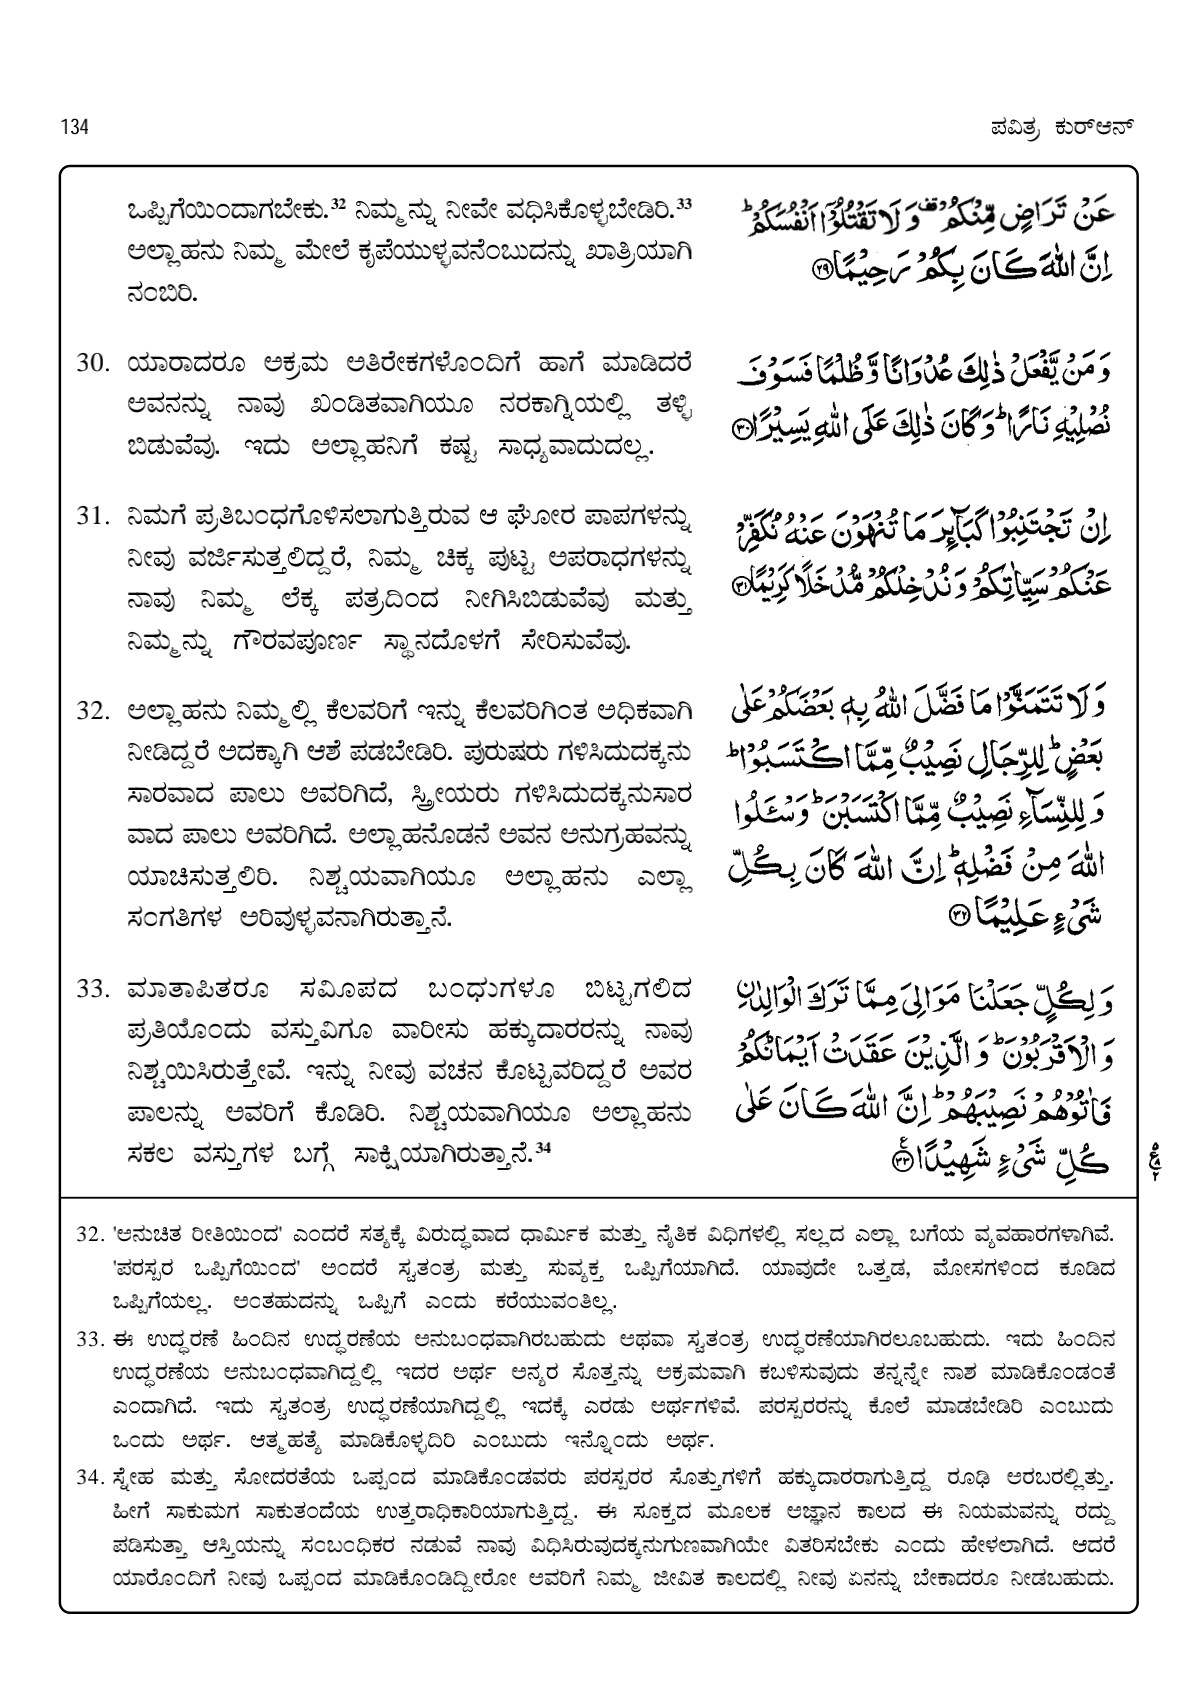 134
ಪವಿತ್ರ ಕುರ್‌ಆನ್
ಒಪ್ಪಿಗೆಯಿಂದಾಗಬೇಕು.³² ನಿಮ್ಮನ್ನು ನೀವೇ ವಧಿಸಿಕೊಳ್ಳಬೇಡಿರಿ.³³
ಅಲ್ಲಾಹನು ನಿಮ್ಮ ಮೇಲೆ ಕೃಪೆಯುಳ್ಳವನೆಂಬುದನ್ನು ಖಾತ್ರಿಯಾಗಿ
ನಂಬಿರಿ.
عَنْ تَرَاضٍ مِّنْكُمْ ۟ وَلَا تَقْتُلُوْۤا اَنْفُسَكُمْ ؕ
اِنَّ اللّٰهَ كَانَ بِكُمْ رَحِيْمًا ۲۹
30. ಯಾರಾದರೂ ಅಕ್ರಮ ಅತಿರೇಕಗಳೊಂದಿಗೆ ಹಾಗೆ ಮಾಡಿದರೆ
ಅವನನ್ನು ನಾವು ಖಂಡಿತವಾಗಿಯೂ ನರಕಾಗ್ನಿಯಲ್ಲಿ ತಳ್ಳಿ
ಬಿಡುವೆವು. ಇದು ಅಲ್ಲಾಹನಿಗೆ ಕಷ್ಟ ಸಾಧ್ಯವಾದುದಲ್ಲ.
وَمَنْ يَّفْعَلْ ذٰلِكَ عُدْوَانًا وَّظُلْمًا فَسَوْفَ
نُصْلِيْهِ نَارًا ؕ وَكَانَ ذٰلِكَ عَلَى اللّٰهِ يَسِيْرًا ۳۰
31. ನಿಮಗೆ ಪ್ರತಿಬಂಧಗೊಳಿಸಲಾಗುತ್ತಿರುವ ಆ ಘೋರ ಪಾಪಗಳನ್ನು
ನೀವು ವರ್ಜಿಸುತ್ತಲಿದ್ದರೆ, ನಿಮ್ಮ ಚಿಕ್ಕ ಪುಟ್ಟ ಅಪರಾಧಗಳನ್ನು
ನಾವು ನಿಮ್ಮ ಲೆಕ್ಕ ಪತ್ರದಿಂದ ನೀಗಿಸಿಬಿಡುವೆವು ಮತ್ತು
ನಿಮ್ಮನ್ನು ಗೌರವಪೂರ್ಣ ಸ್ಥಾನದೊಳಗೆ ಸೇರಿಸುವೆವು.
اِنْ تَجْتَنِبُوْا كَبَآئِرَ مَا تُنْهَوْنَ عَنْهُ نُكَفِّرْ
عَنْكُمْ سَيِّاٰتِكُمْ وَنُدْخِلْكُمْ مُّدْخَلًا كَرِيْمًا ۳۱
32. ಅಲ್ಲಾಹನು ನಿಮ್ಮಲ್ಲಿ ಕೆಲವರಿಗೆ ಇನ್ನು ಕೆಲವರಿಗಿಂತ ಅಧಿಕವಾಗಿ
ನೀಡಿದ್ದರೆ ಅದಕ್ಕಾಗಿ ಆಶೆ ಪಡಬೇಡಿರಿ. ಪುರುಷರು ಗಳಿಸಿದುದಕ್ಕನು
ಸಾರವಾದ ಪಾಲು ಅವರಿಗಿದೆ, ಸ್ತ್ರೀಯರು ಗಳಿಸಿದುದಕ್ಕನುಸಾರ
ವಾದ ಪಾಲು ಅವರಿಗಿದೆ. ಅಲ್ಲಾಹನೊಡನೆ ಅವನ ಅನುಗ್ರಹವನ್ನು
ಯಾಚಿಸುತ್ತಲಿರಿ. ನಿಶ್ಚಯವಾಗಿಯೂ ಅಲ್ಲಾಹನು ಎಲ್ಲಾ
ಸಂಗತಿಗಳ ಅರಿವುಳ್ಳವನಾಗಿರುತ್ತಾನೆ.
وَلَا تَتَمَنَّوْا مَا فَضَّلَ اللّٰهُ بِهٖ بَعْضَكُمْ عَلٰى
بَعْضٍ ؕ لِلرِّجَالِ نَصِيْبٌ مِّمَّا اكْتَسَبُوْا ؕ
وَلِلنِّسَآءِ نَصِيْبٌ مِّمَّا اكْتَسَبْنَ ؕ وَسْئَلُوا
اللّٰهَ مِنْ فَضْلِهٖ ؕ اِنَّ اللّٰهَ كَانَ بِكُلِّ
شَيْءٍ عَلِيْمًا ۳۲
33. ಮಾತಾಪಿತರೂ ಸಮೀಪದ ಬಂಧುಗಳೂ ಬಿಟ್ಟಗಲಿದ
ಪ್ರತಿಯೊಂದು ವಸ್ತುವಿಗೂ ವಾರೀಸು ಹಕ್ಕುದಾರರನ್ನು ನಾವು
ನಿಶ್ಚಯಿಸಿರುತ್ತೇವೆ. ಇನ್ನು ನೀವು ವಚನ ಕೊಟ್ಟವರಿದ್ದರೆ ಅವರ
ಪಾಲನ್ನು ಅವರಿಗೆ ಕೊಡಿರಿ. ನಿಶ್ಚಯವಾಗಿಯೂ ಅಲ್ಲಾಹನು
ಸಕಲ ವಸ್ತುಗಳ ಬಗ್ಗೆ ಸಾಕ್ಷಿಯಾಗಿರುತ್ತಾನೆ.³⁴
وَلِكُلٍّ جَعَلْنَا مَوَالِيَ مِمَّا تَرَكَ الْوَالِدٰنِ
وَالْاَقْرَبُوْنَ ؕ وَالَّذِيْنَ عَقَدَتْ اَيْمَانُكُمْ
فَاٰتُوْهُمْ نَصِيْبَهُمْ ؕ اِنَّ اللّٰهَ كَانَ عَلٰى
كُلِّ شَيْءٍ شَهِيْدًا ۳۳
32. 'ಅನುಚಿತ ರೀತಿಯಿಂದ' ಎಂದರೆ ಸತ್ಯಕ್ಕೆ ವಿರುದ್ಧವಾದ ಧಾರ್ಮಿಕ ಮತ್ತು ನೈತಿಕ ವಿಧಿಗಳಲ್ಲಿ ಸಲ್ಲದ ಎಲ್ಲಾ ಬಗೆಯ ವ್ಯವಹಾರಗಳಾಗಿವೆ.
'ಪರಸ್ಪರ ಒಪ್ಪಿಗೆಯಿಂದ' ಅಂದರೆ ಸ್ವತಂತ್ರ ಮತ್ತು ಸುವ್ಯಕ್ತ ಒಪ್ಪಿಗೆಯಾಗಿದೆ. ಯಾವುದೇ ಒತ್ತಡ, ಮೋಸಗಳಿಂದ ಕೂಡಿದ
ಒಪ್ಪಿಗೆಯಲ್ಲ. ಅಂತಹುದನ್ನು ಒಪ್ಪಿಗೆ ಎಂದು ಕರೆಯುವಂತಿಲ್ಲ.
33. ಈ ಉದ್ಧರಣೆ ಹಿಂದಿನ ಉದ್ಧರಣೆಯ ಅನುಬಂಧವಾಗಿರಬಹುದು ಅಥವಾ ಸ್ವತಂತ್ರ ಉದ್ಧರಣೆಯಾಗಿರಲೂಬಹುದು. ಇದು ಹಿಂದಿನ
ಉದ್ಧರಣೆಯ ಅನುಬಂಧವಾಗಿದ್ದಲ್ಲಿ ಇದರ ಅರ್ಥ ಅನ್ಯರ ಸೊತ್ತನ್ನು ಅಕ್ರಮವಾಗಿ ಕಬಳಿಸುವುದು ತನ್ನನ್ನೇ ನಾಶ ಮಾಡಿಕೊಂಡಂತೆ
ಎಂದಾಗಿದೆ. ಇದು ಸ್ವತಂತ್ರ ಉದ್ಧರಣೆಯಾಗಿದ್ದಲ್ಲಿ ಇದಕ್ಕೆ ಎರಡು ಅರ್ಥಗಳಿವೆ. ಪರಸ್ಪರರನ್ನು ಕೊಲೆ ಮಾಡಬೇಡಿರಿ ಎಂಬುದು
ಒಂದು ಅರ್ಥ. ಆತ್ಮಹತ್ಯೆ ಮಾಡಿಕೊಳ್ಳದಿರಿ ಎಂಬುದು ಇನ್ನೊಂದು ಅರ್ಥ.
34. ಸ್ನೇಹ ಮತ್ತು ಸೋದರತೆಯ ಒಪ್ಪಂದ ಮಾಡಿಕೊಂಡವರು ಪರಸ್ಪರರ ಸೊತ್ತುಗಳಿಗೆ ಹಕ್ಕುದಾರರಾಗುತ್ತಿದ್ದ ರೂಢಿ ಅರಬರಲ್ಲಿತ್ತು.
ಹೀಗೆ ಸಾಕುಮಗ ಸಾಕುತಂದೆಯ ಉತ್ತರಾಧಿಕಾರಿಯಾಗುತ್ತಿದ್ದ. ಈ ಸೂಕ್ತದ ಮೂಲಕ ಅಜ್ಞಾನ ಕಾಲದ ಈ ನಿಯಮವನ್ನು ರದ್ದು
ಪಡಿಸುತ್ತಾ ಆಸ್ತಿಯನ್ನು ಸಂಬಂಧಿಕರ ನಡುವೆ ನಾವು ವಿಧಿಸಿರುವುದಕ್ಕನುಗುಣವಾಗಿಯೇ ವಿತರಿಸಬೇಕು ಎಂದು ಹೇಳಲಾಗಿದೆ. ಆದರೆ
ಯಾರೊಂದಿಗೆ ನೀವು ಒಪ್ಪಂದ ಮಾಡಿಕೊಂಡಿದ್ದೀರೋ ಅವರಿಗೆ ನಿಮ್ಮ ಜೀವಿತ ಕಾಲದಲ್ಲಿ ನೀವು ಏನನ್ನು ಬೇಕಾದರೂ ನೀಡಬಹುದು.